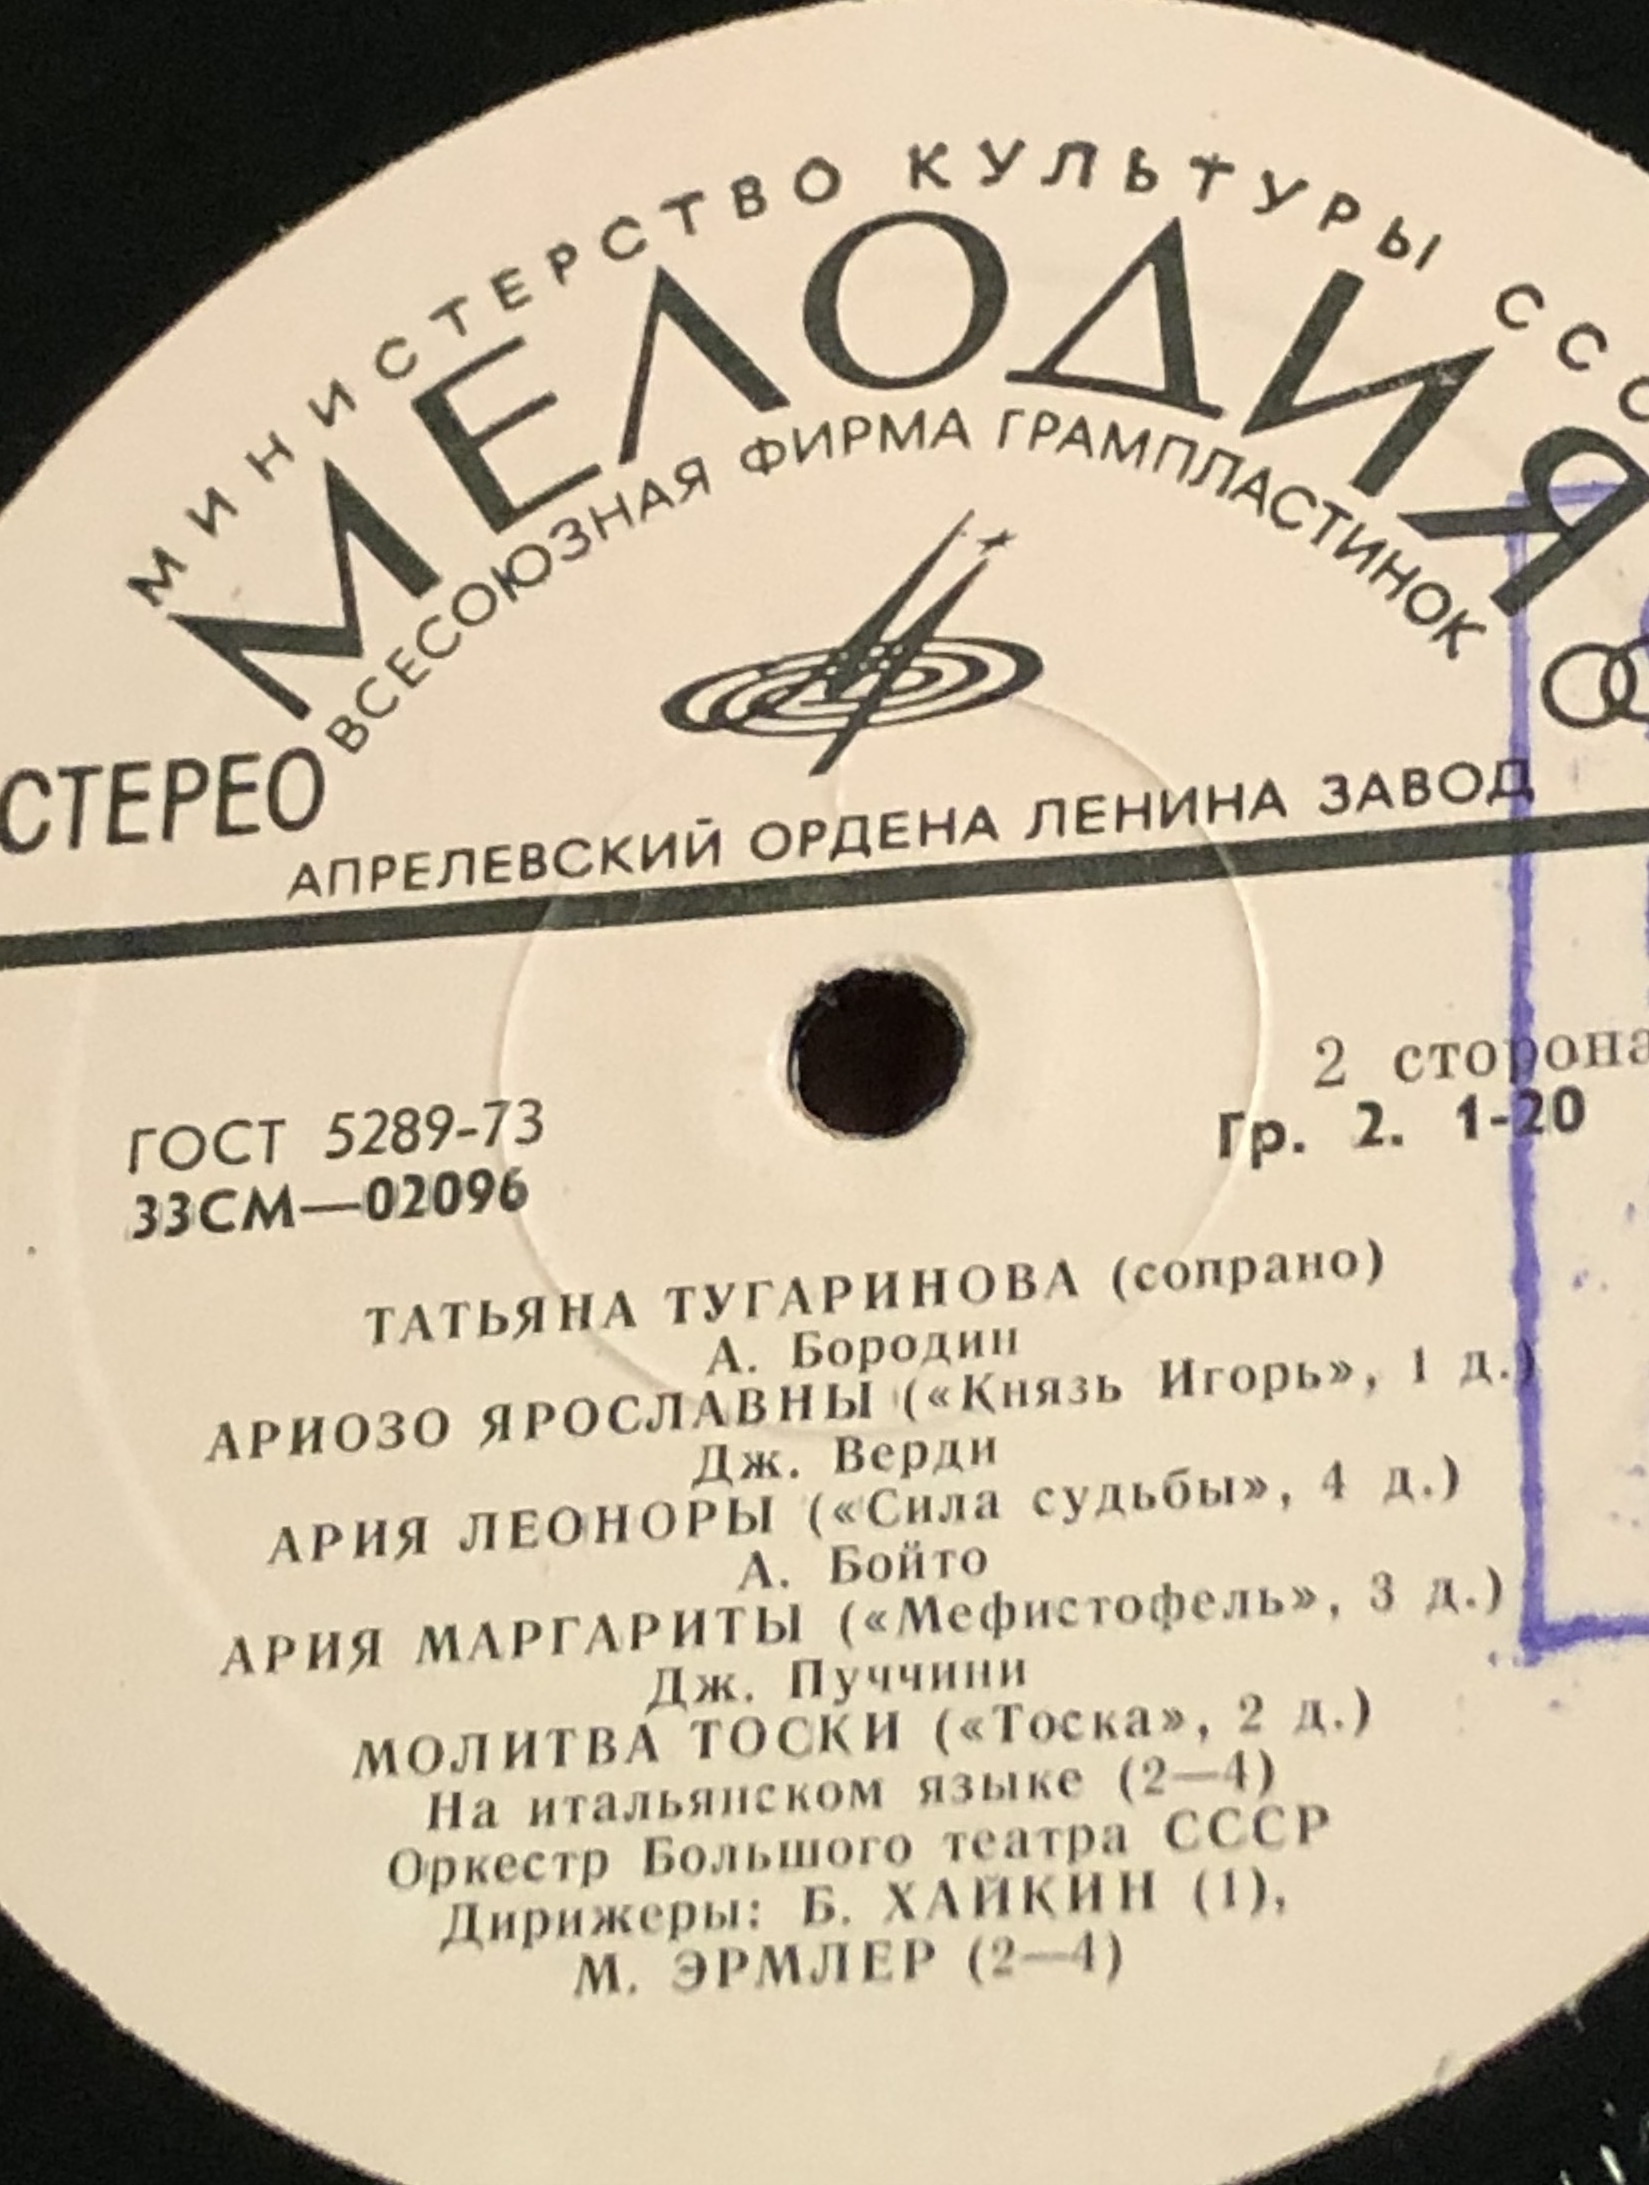 МИНИСТЕРСТВО КУЛЬТУРЫ ССС
МЕЛОДИЯ
ВСЕСОЮЗНАЯ ФИРМА ГРАМПЛАСТИНОК
СТЕРЕО
АПРЕЛЕВСКИЙ ОРДЕНА ЛЕНИНА ЗАВОД
2 сторона
ГОСТ 5289-73
Гр. 2. 1-20
33СМ—02096
ТАТЬЯНА ТУГАРИНОВА (сопрано)
А. Бородин
АРИОЗО ЯРОСЛАВНЫ («Князь Игорь», 1 д.)
Дж. Верди
АРИЯ ЛЕОНОРЫ («Сила судьбы», 4 д.)
А. Бойто
АРИЯ МАРГАРИТЫ («Мефистофель», 3 д.)
Дж. Пуччини
МОЛИТВА ТОСКИ («Тоска», 2 д.)
На итальянском языке (2—4)
Оркестр Большого театра СССР
Дирижеры: Б. ХАЙКИН (1),
М. ЭРМЛЕР (2—4)